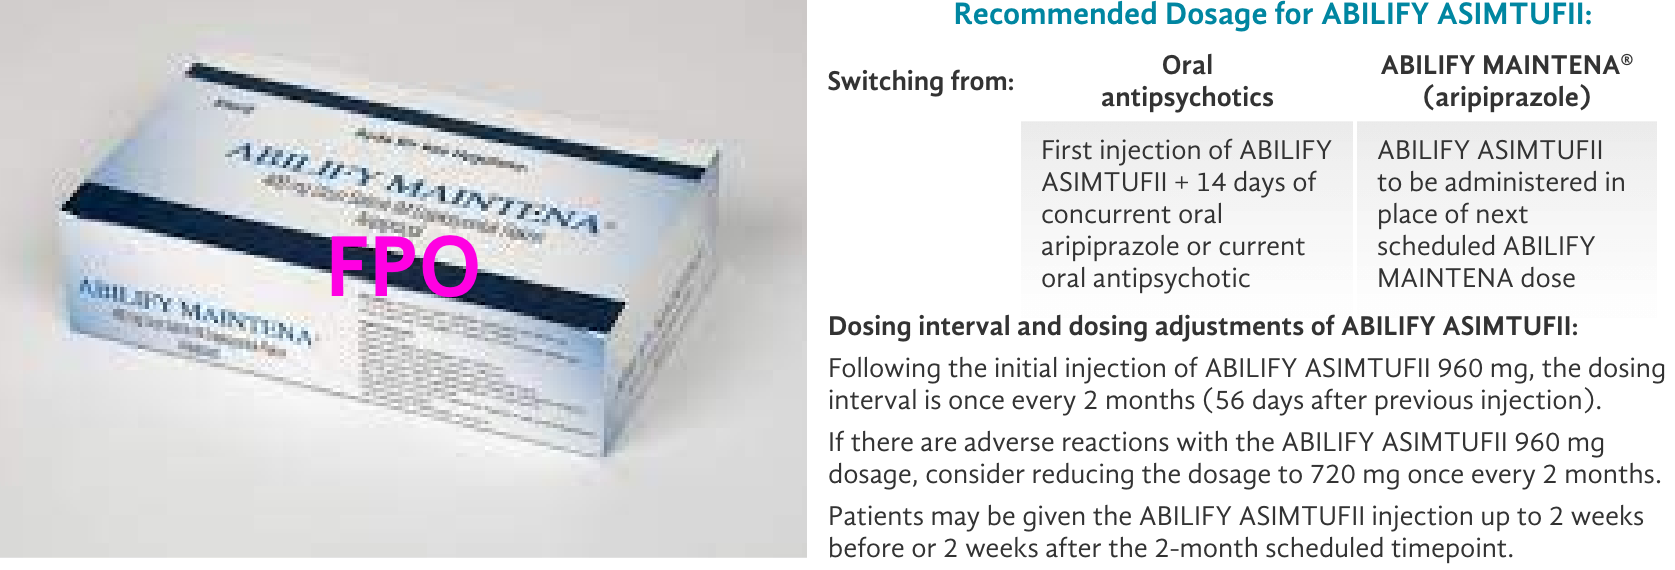 ABILIFY MAINTENA®
FPO
ABILIFY MAINTENA
Recommended Dosage for ABILIFY ASIMTUFII:
Switching from:
Oral
antipsychotics
ABILIFY MAINTENA®
(aripiprazole)
First injection of ABILIFY
ASIMTUFII + 14 days of
concurrent oral
aripiprazole or current
oral antipsychotic
ABILIFY ASIMTUFII
to be administered in
place of next
scheduled ABILIFY
MAINTENA dose
Dosing interval and dosing adjustments of ABILIFY ASIMTUFII:
Following the initial injection of ABILIFY ASIMTUFII 960 mg, the dosing
interval is once every 2 months (56 days after previous injection).
If there are adverse reactions with the ABILIFY ASIMTUFII 960 mg
dosage, consider reducing the dosage to 720 mg once every 2 months.
Patients may be given the ABILIFY ASIMTUFII injection up to 2 weeks
before or 2 weeks after the 2-month scheduled timepoint.